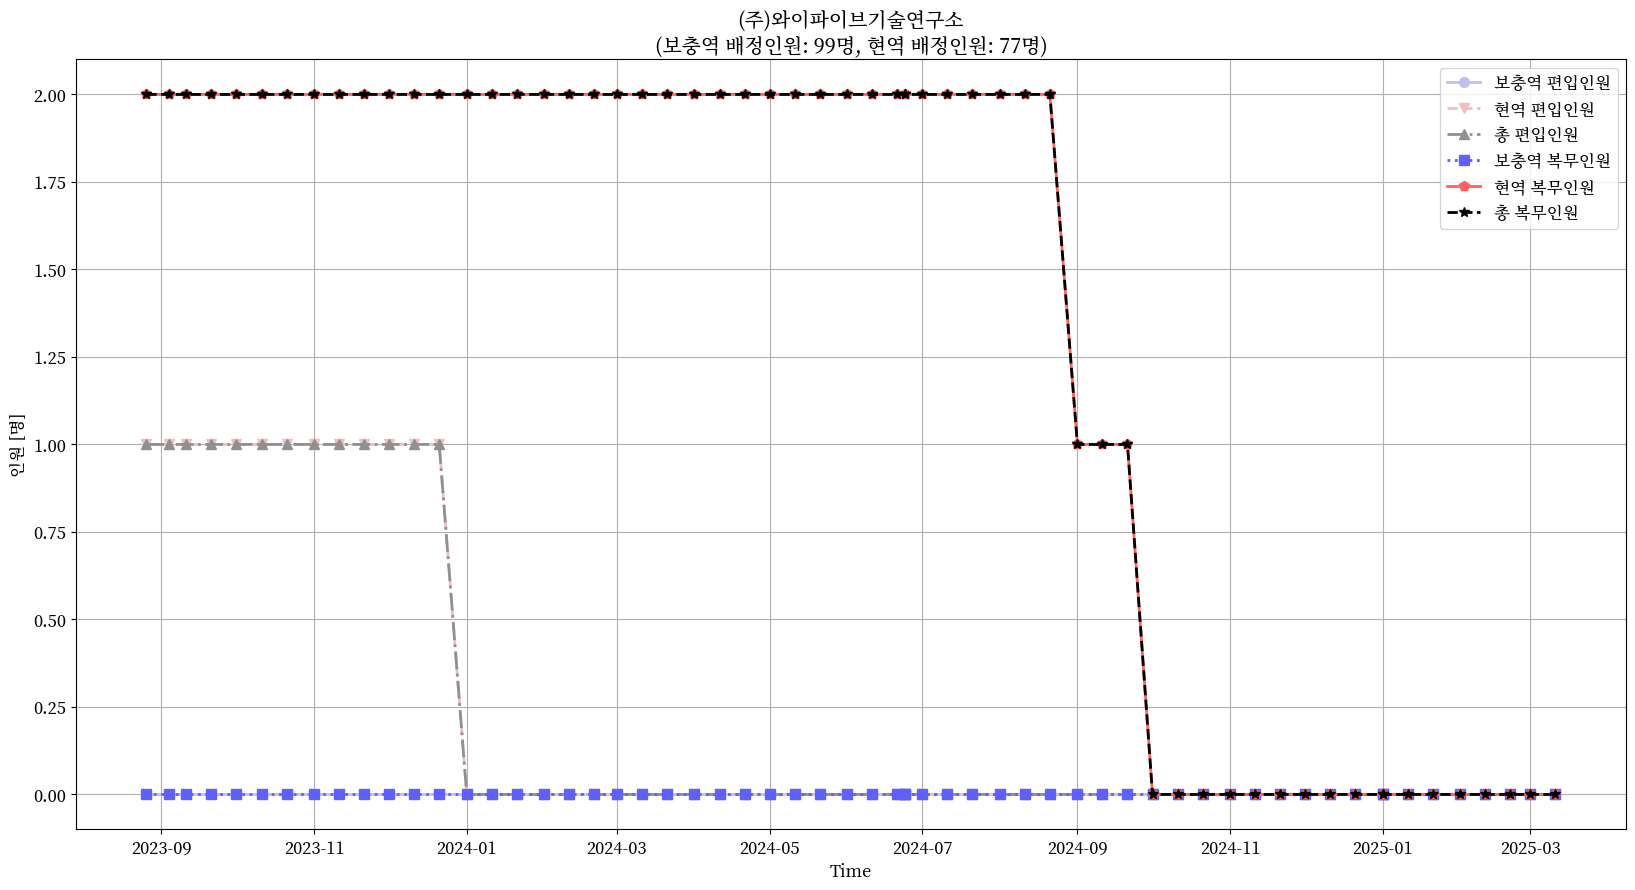 (주)와이파이브기술연구소
(보충역 배정인원: 99명, 현역 배정인원: 77명)
보충역 편입인원
현역 편입인원
총 편입인원
보충역 복무인원
현역 복무인원
총 복무인원
인원 [명]
2.00
1.75
1.50
1.25
1.00
0.75
0.50
0.25
0.00
2023-09
2023-11
2024-01
2024-03
2024-05
2024-07
2024-09
2024-11
2025-01
2025-03
Time